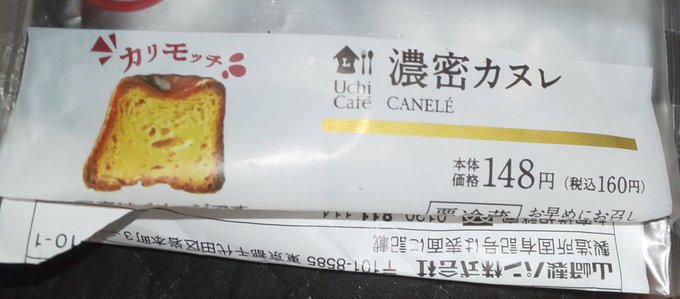 カリモッチ
Uchi
Café
濃密カヌレ
CANELÉ
本体
価格 148円 (税込160円)
要冷蔵 お早めにお召し
製造所固有記号は表面に記載
山崎製パン株式会社 〒101-8585 東京都千代田区岩本町3
10-1